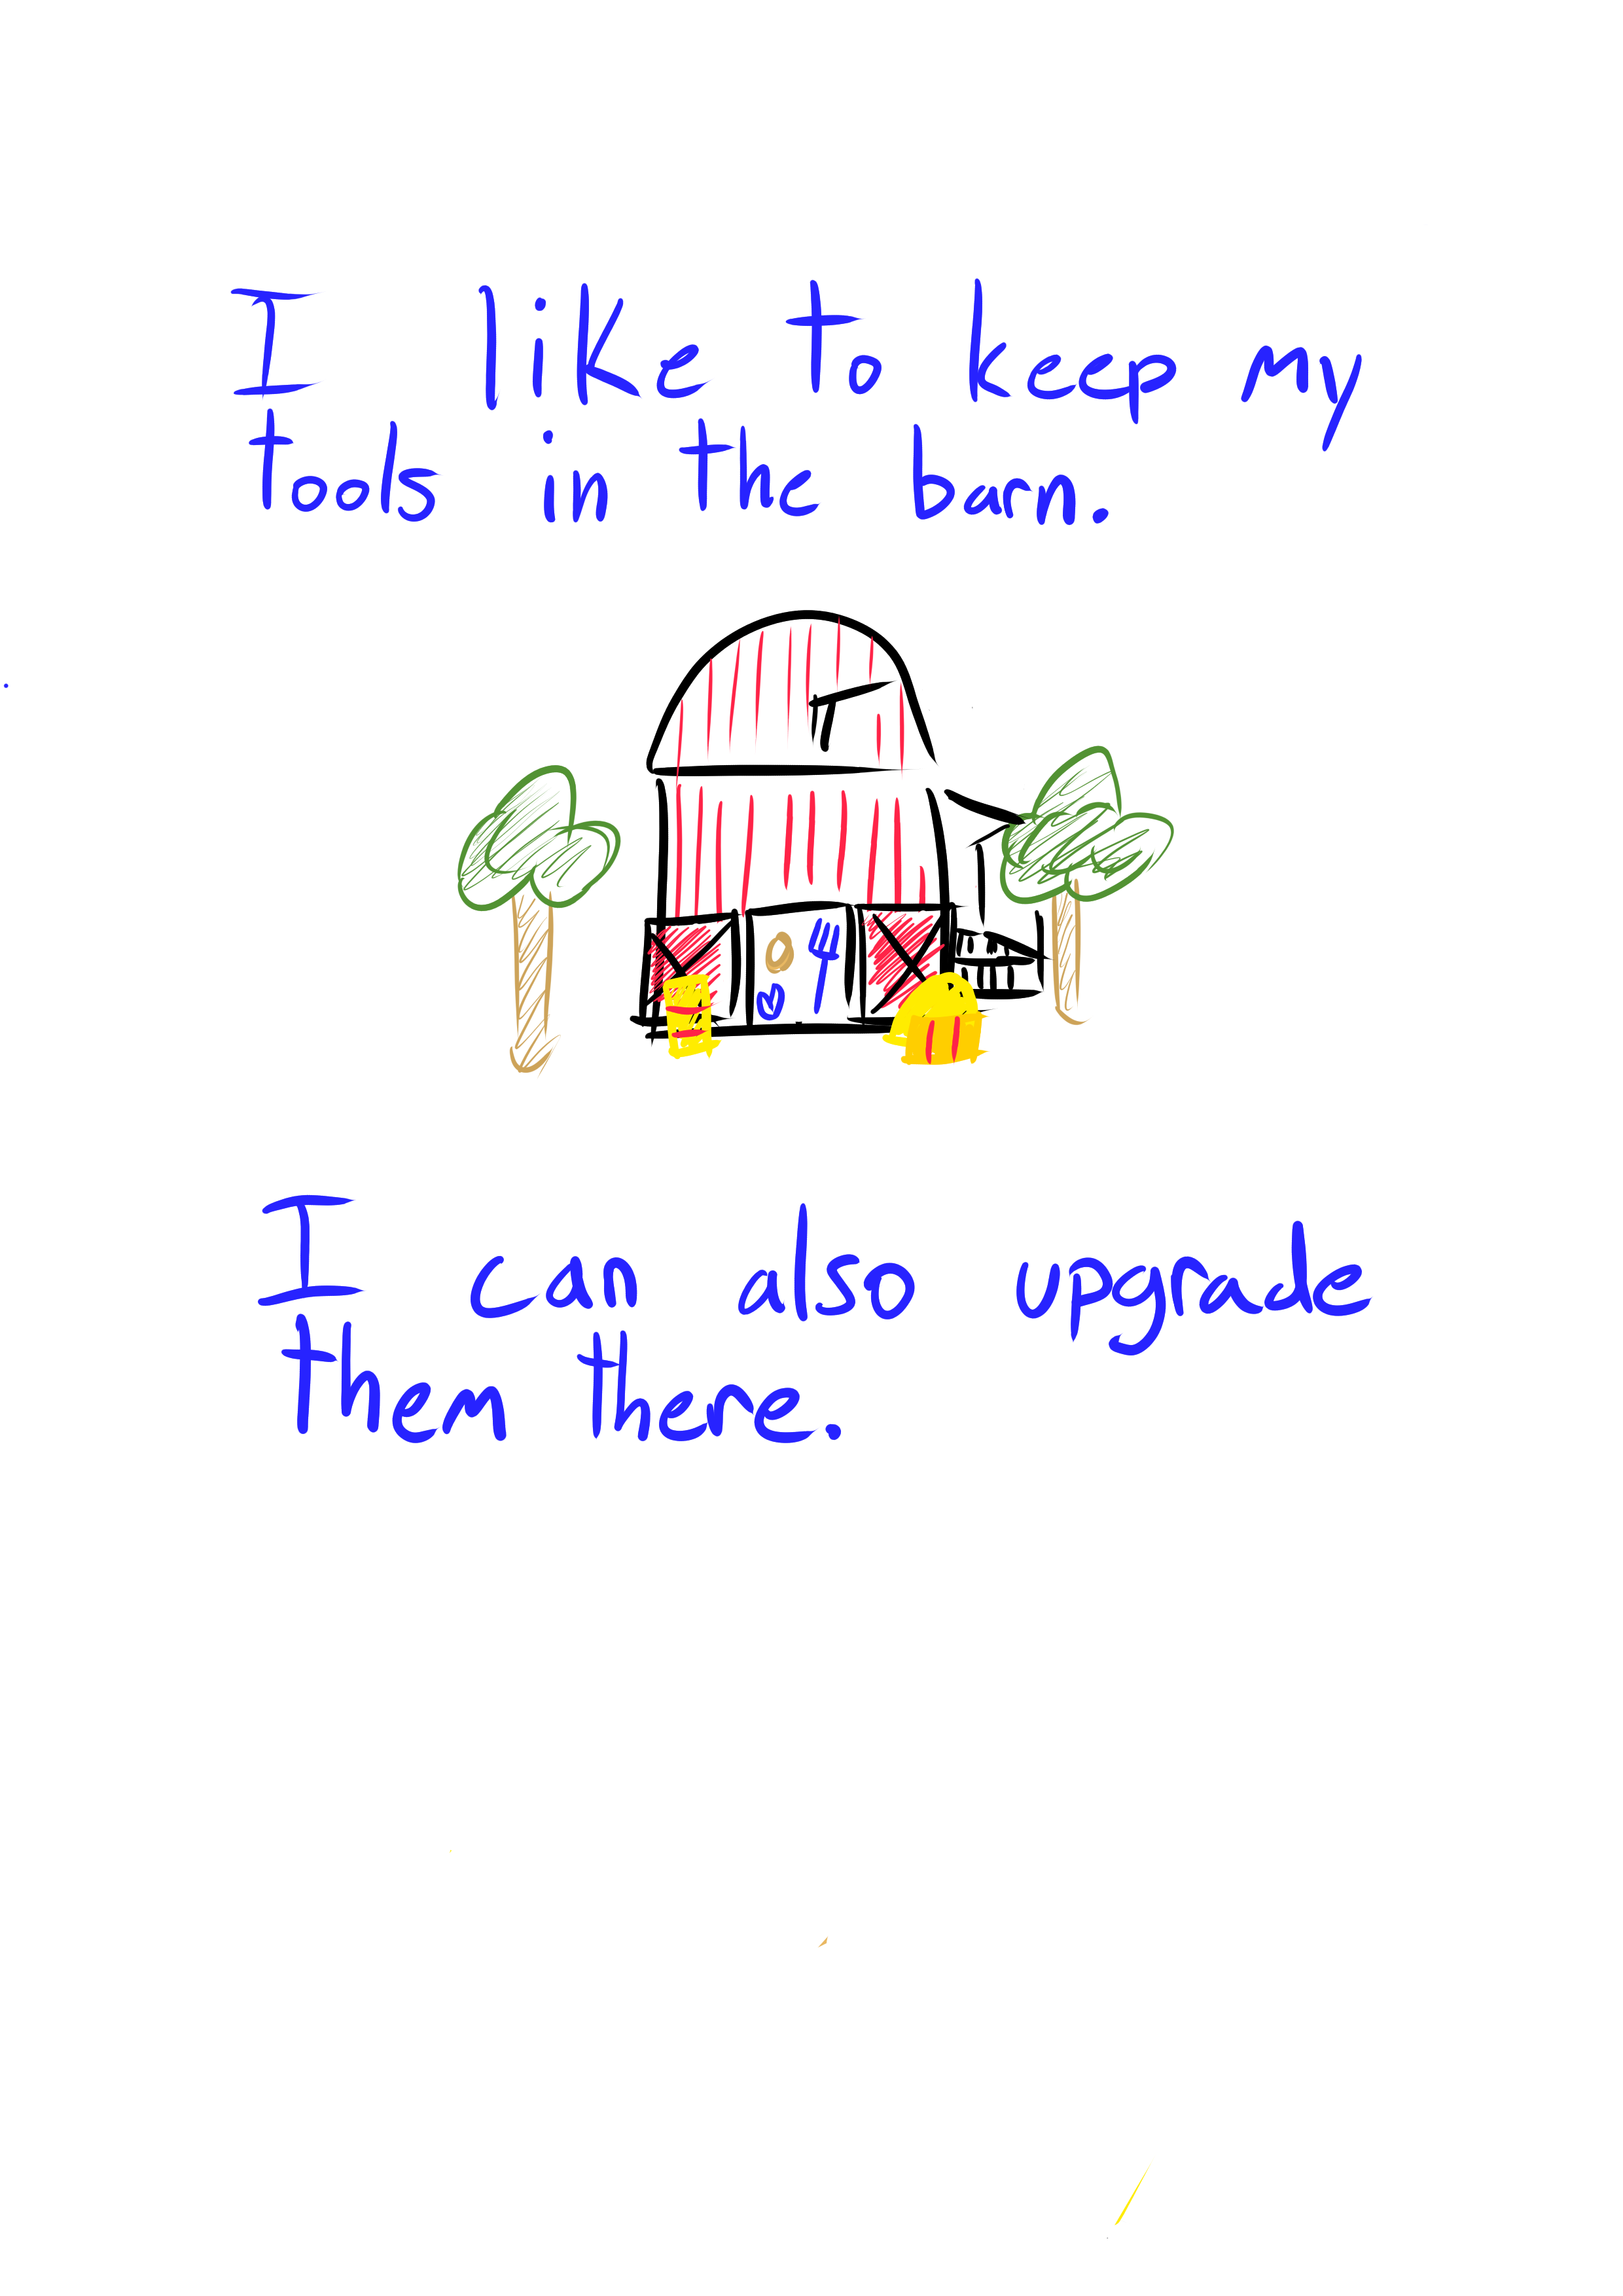 I like to keep my
tools in the barn.
I can also upgrade
them there.